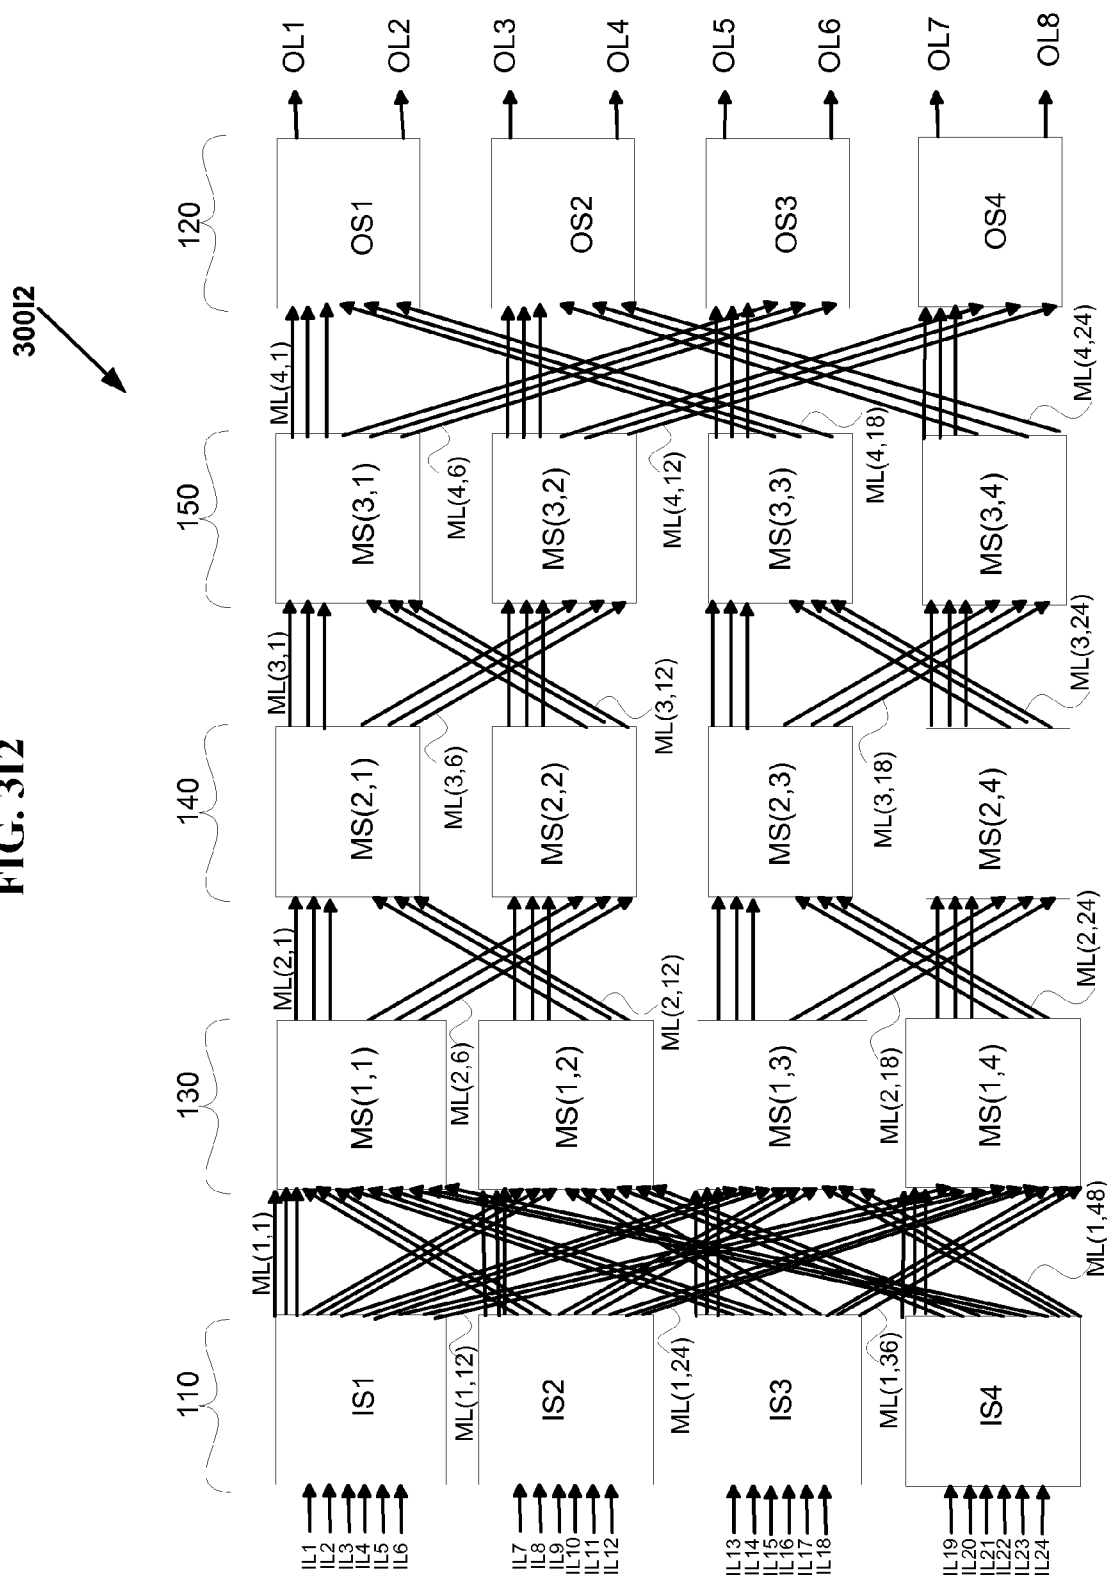 FIG. 3I2
300I2
110
130
140
150
120
IL1
IL2
IL3
IL4
IL5
IL6
IS1
ML(1,1)
ML(1,12)
MS(1,1)
ML(2,1)
ML(2,6)
MS(2,1)
ML(3,1)
ML(3,6)
MS(3,1)
ML(4,1)
ML(4,6)
OS1
OL1
OL2
IL7
IL8
IL9
IL10
IL11
IL12
IS2
ML(1,24)
MS(1,2)
ML(2,12)
MS(2,2)
ML(3,12)
MS(3,2)
ML(4,12)
OS2
OL3
OL4
IL13
IL14
IL15
IL16
IL17
IL18
IS3
ML(1,36)
MS(1,3)
ML(2,18)
MS(2,3)
ML(3,18)
MS(3,3)
ML(4,18)
OS3
OL5
OL6
IL19
IL20
IL21
IL22
IL23
IL24
IS4
ML(1,48)
MS(1,4)
ML(2,24)
MS(2,4)
ML(3,24)
MS(3,4)
ML(4,24)
OS4
OL7
OL8